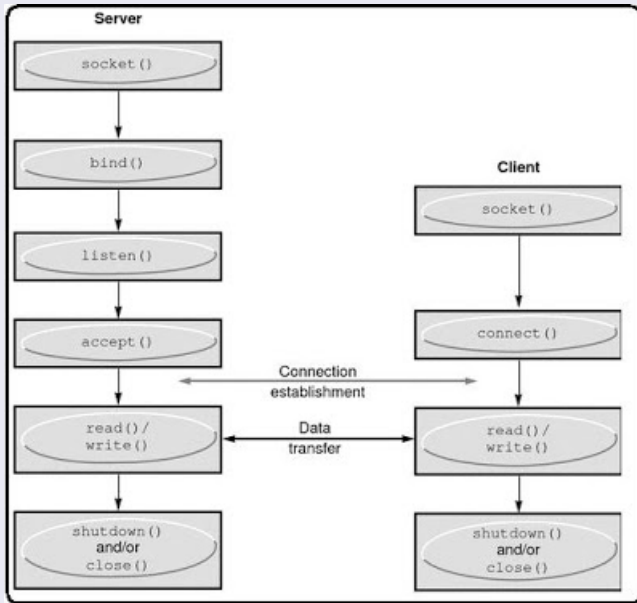 Server
socket()
bind()
listen()
accept()
read()/
write()
shutdown()
and/or
close()
Client
socket()
connect()
read()/
write()
shutdown()
and/or
close()
Connection
establishment
Data
transfer